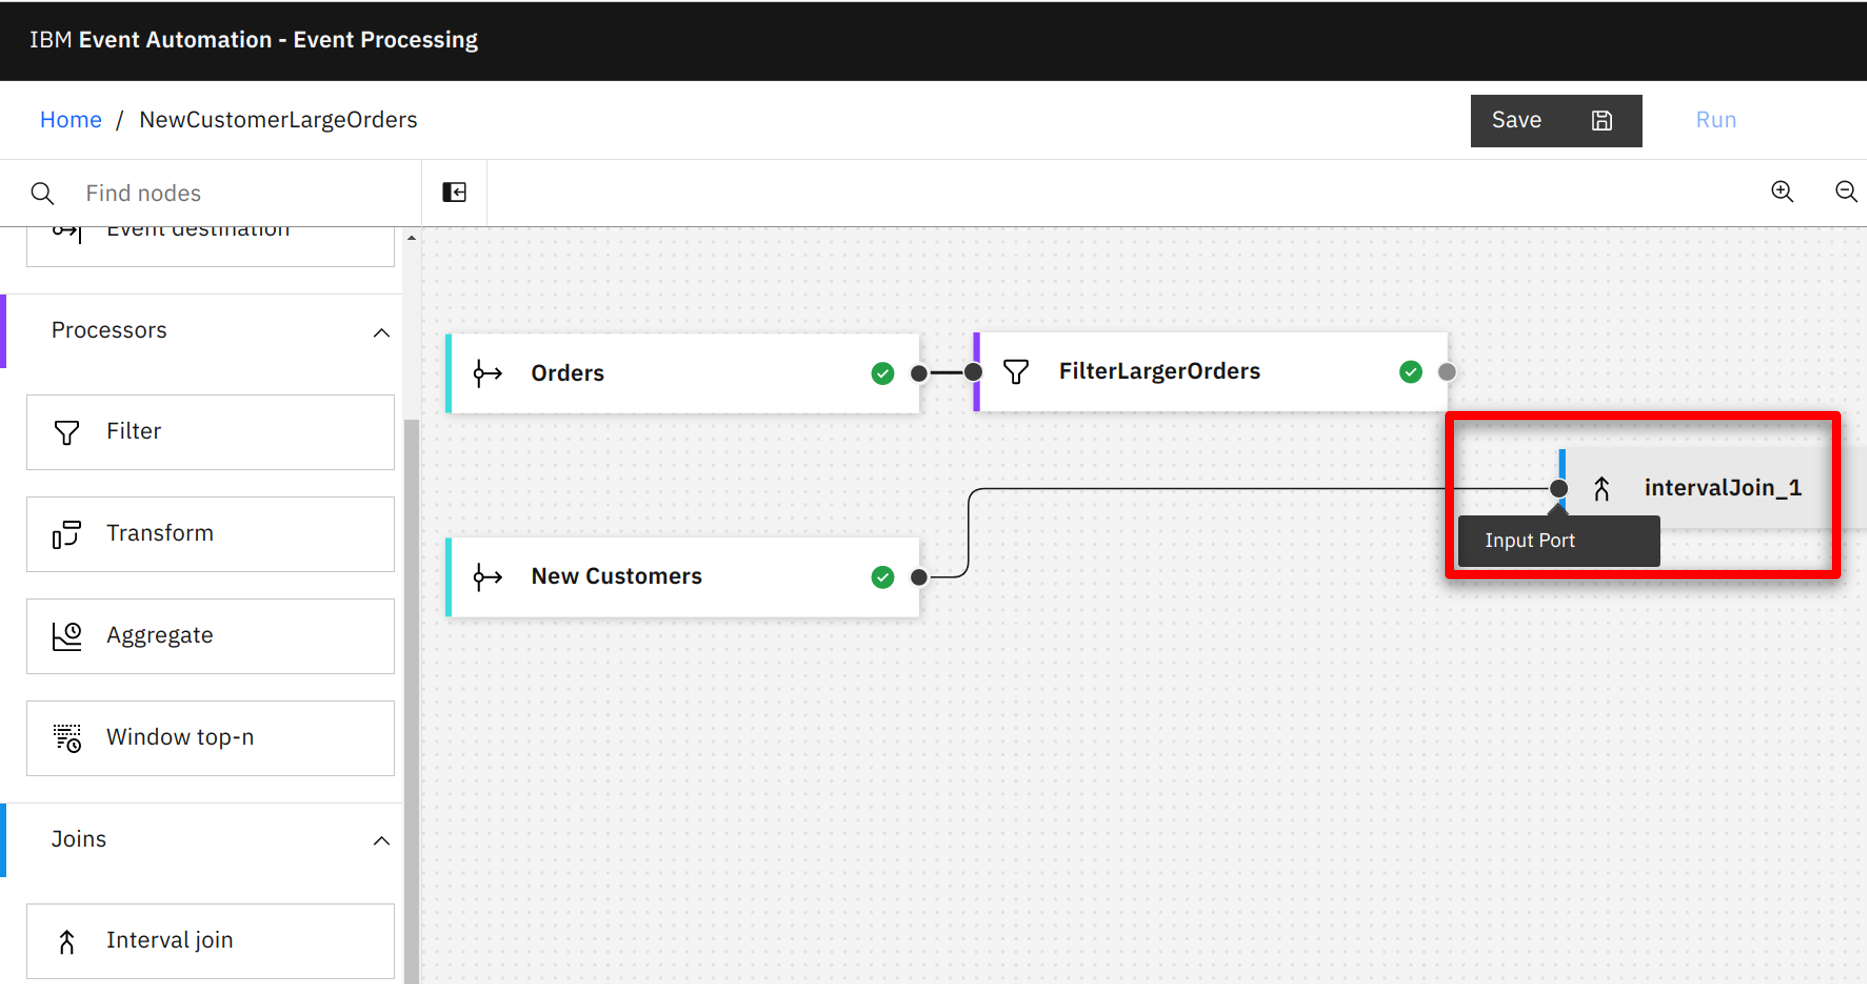 IBM Event Automation - Event Processing
Home / NewCustomerLargeOrders
Save
Run
Find nodes
Event destination
Processors
Filter
Transform
Aggregate
Window top-n
Joins
Interval join
Orders
FilterLargerOrders
intervalJoin_1
Input Port
New Customers